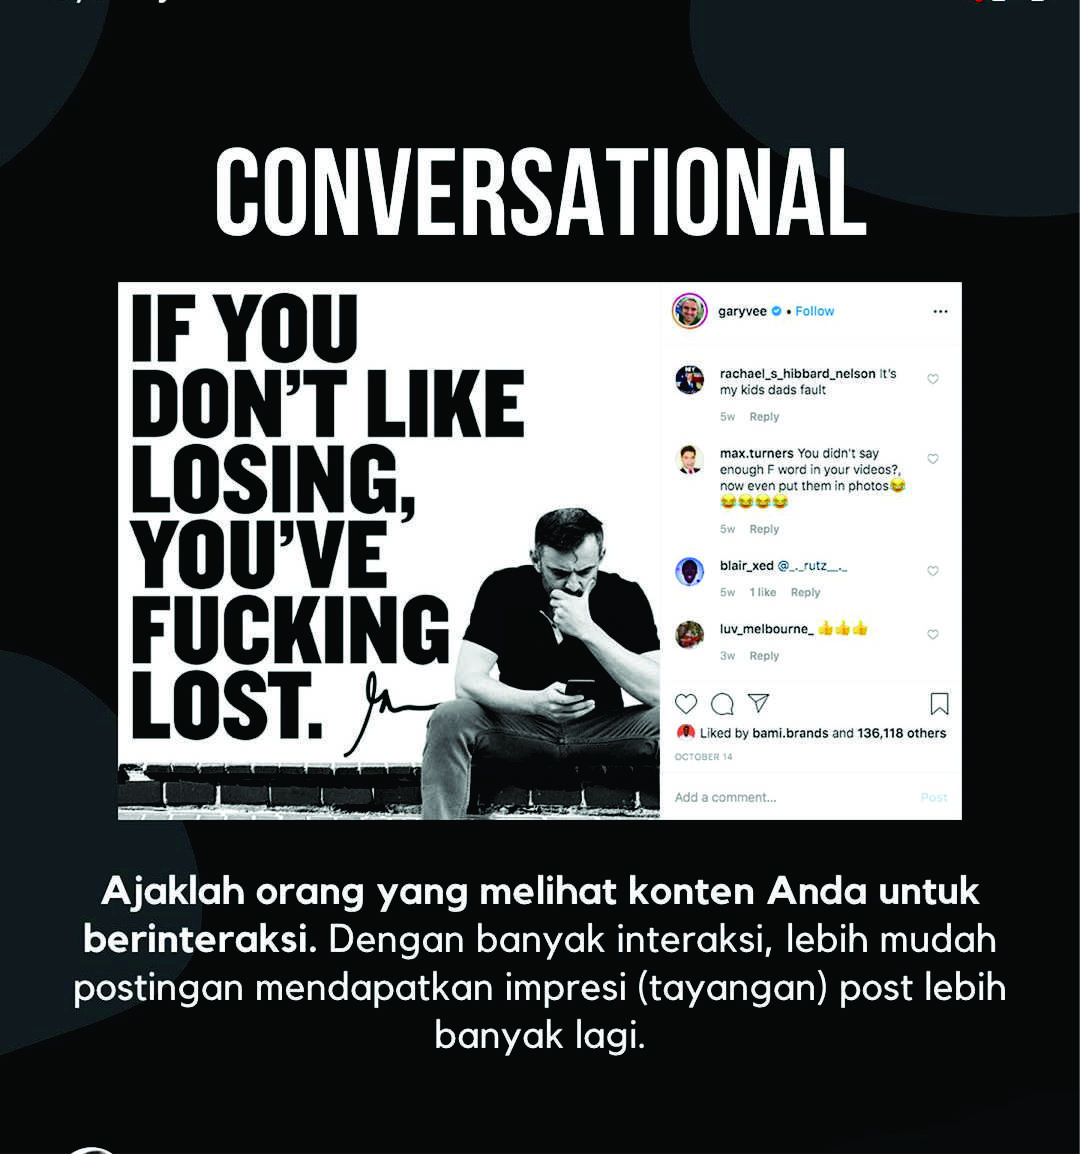 CONVERSATIONAL
IF YOU
DON'T LIKE
LOSING,
YOU'VE
FUCKING
LOST.
garyvee • Follow
rachael_s_hibbard_nelson It's
my kids dads fault
5w Reply
max.turners You didn't say
enough F word in your videos?,
now even put them in photos😂
😂😂😂😂
5w Reply
blair_xed @_._rutz__._
5w 1 like Reply
luv_melbourne_ 👍👍👍
3w Reply
Liked by bami.brands and 136,118 others
OCTOBER 14
Add a comment... Post
Ajaklah orang yang melihat konten Anda untuk
berinteraksi. Dengan banyak interaksi, lebih mudah
postingan mendapatkan impresi (tayangan) post lebih
banyak lagi.